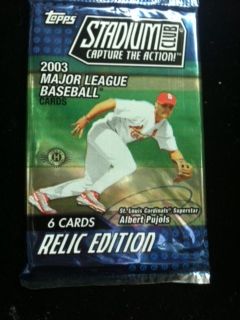 Topps
STADIUM CLUB
CAPTURE THE ACTION!™
2003
MAJOR LEAGUE
BASEBALL
CARDS
St. Louis Cardinals® Superstar
Albert Pujols
6 CARDS
RELIC EDITION